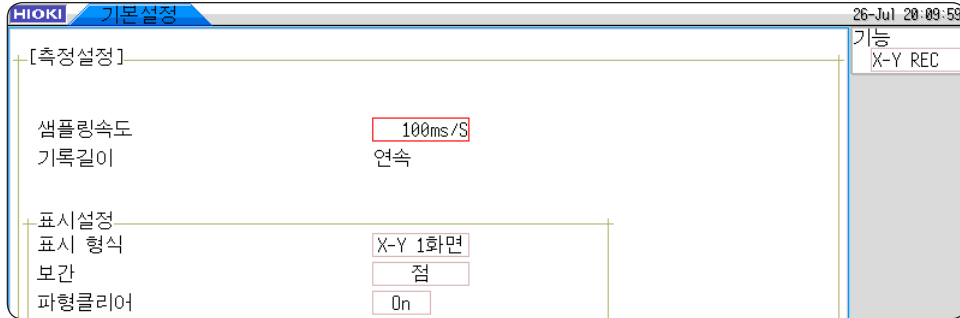 HIOKI 기본설정 26-Jul 20:09:59
기능
X-Y REC
[측정설정]
샘플링속도 100ms/S
기록길이 연속
표시설정
표시 형식 X-Y 1화면
보간 점
파형클리어 On